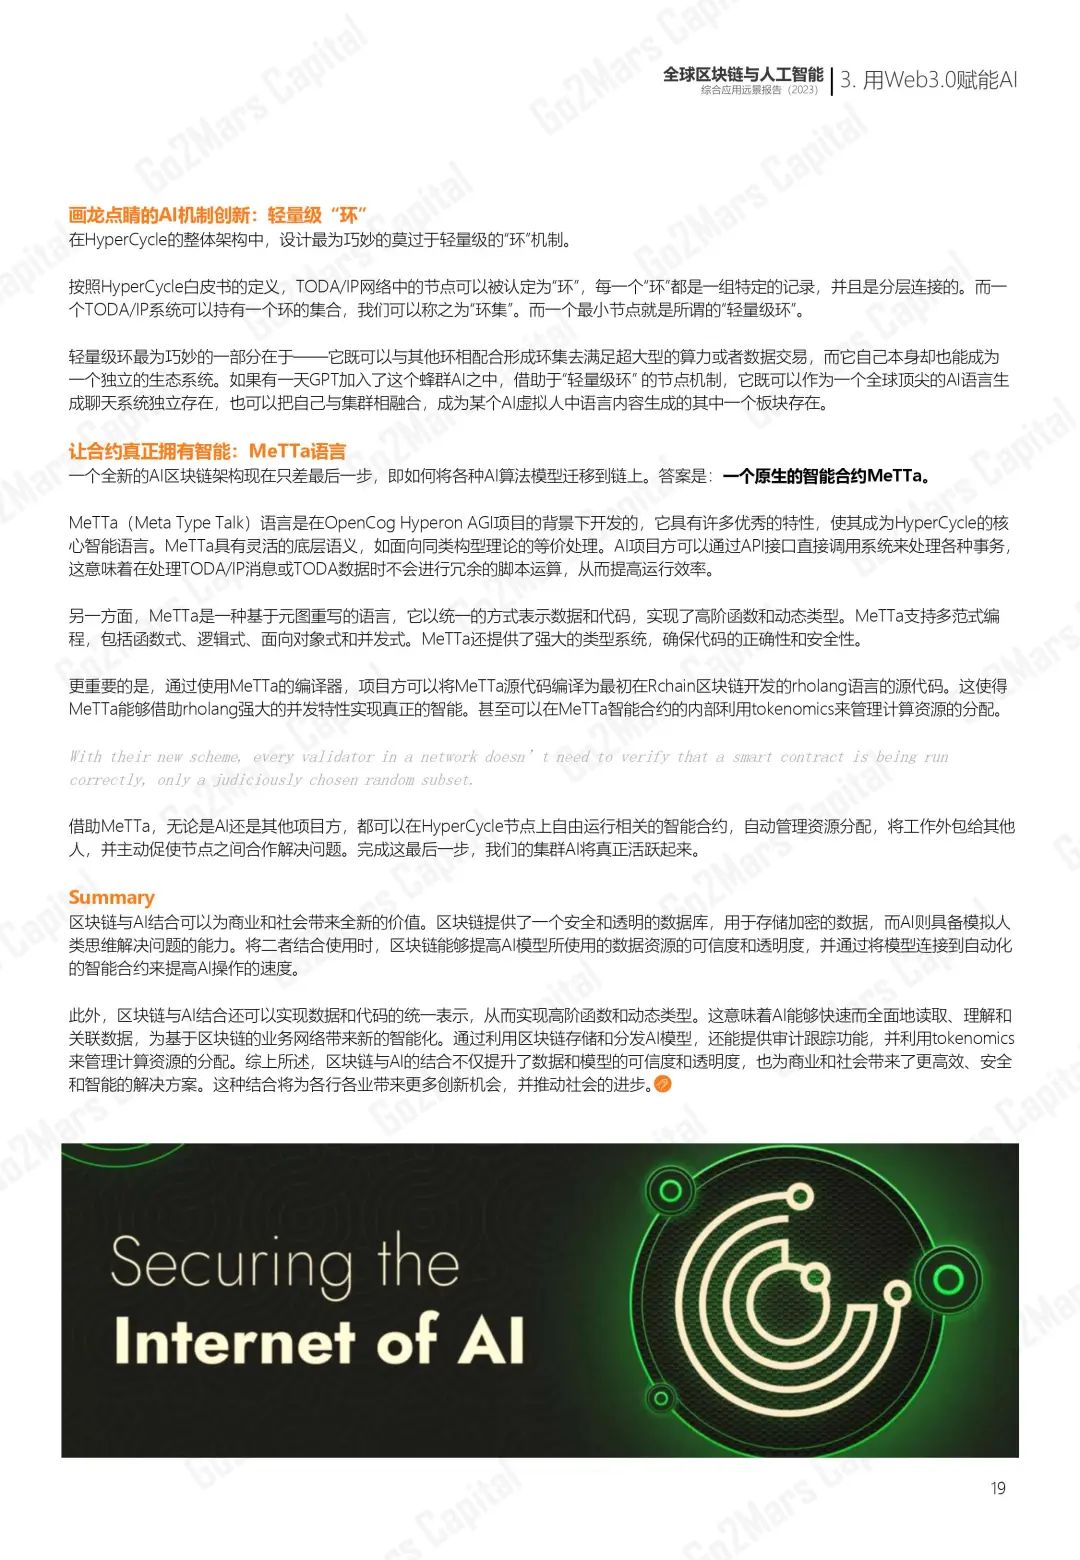 全球区块链与人工智能
综合应用远景报告（2023）
3. 用Web3.0赋能AI
画龙点睛的AI机制创新：轻量级“环”
在HyperCycle的整体架构中，设计最为巧妙的莫过于轻量级的“环”机制。
按照HyperCycle白皮书的定义，TODA/IP网络中的节点可以被认定为“环”，每一个“环”都是一组特定的记录，并且是分层连接的。而一
个TODA/IP系统可以持有一个环的集合，我们可以称之为“环集”。而一个最小节点就是所谓的“轻量级环”。
轻量级环最为巧妙的一部分在于——它既可以与其他环相配合形成环集去满足超大型的算力或者数据交易，而它自己本身却也能成为
一个独立的生态系统。如果有一天GPT加入了这个蜂群AI之中，借助于“轻量级环” 的节点机制，它既可以作为一个全球顶尖的AI语言生
成聊天系统独立存在，也可以把自己与集群相融合，成为某个AI虚拟人中语言内容生成的其中一个板块存在。
让合约真正拥有智能：MeTTa语言
一个全新的AI区块链架构现在只差最后一步，即如何将各种AI算法模型迁移到链上。答案是：一个原生的智能合约MeTTa。
MeTTa（Meta Type Talk）语言是在OpenCog Hyperon AGI项目的背景下开发的，它具有许多优秀的特性，使其成为HyperCycle的核
心智能语言。MeTTa具有灵活的底层语义，如面向同类构型理论的等价处理。AI项目方可以通过API接口直接调用系统来处理各种事务，
这意味着在处理TODA/IP消息或TODA数据时不会进行冗余的脚本运算，从而提高运行效率。
另一方面，MeTTa是一种基于元图重写的语言，它以统一的方式表示数据和代码，实现了高阶函数和动态类型。MeTTa支持多范式编
程，包括函数式、逻辑式、面向对象式和并发式。MeTTa还提供了强大的类型系统，确保代码的正确性和安全性。
更重要的是，通过使用MeTTa的编译器，项目方可以将MeTTa源代码编译为最初在Rchain区块链开发的rholang语言的源代码。这使得
MeTTa能够借助rholang强大的并发特性实现真正的智能。甚至可以在MeTTa智能合约的内部利用tokenomics来管理计算资源的分配。
With their new scheme, every validator in a network doesn’t need to verify that a smart contract is being run
correctly, only a judiciously chosen random subset.
借助MeTTa，无论是AI还是其他项目方，都可以在HyperCycle节点上自由运行相关的智能合约，自动管理资源分配，将工作外包给其他
人，并主动促使节点之间合作解决问题。完成这最后一步，我们的集群AI将真正活跃起来。
Summary
区块链与AI结合可以为商业和社会带来全新的价值。区块链提供了一个安全和透明的数据库，用于存储加密的数据，而AI则具备模拟人
类思维解决问题的能力。将二者结合使用时，区块链能够提高AI模型所使用的数据资源的可信度和透明度，并通过将模型连接到自动化
的智能合约来提高AI操作的速度。
此外，区块链与AI结合还可以实现数据和代码的统一表示，从而实现高阶函数和动态类型。这意味着AI能够快速而全面地读取、理解和
关联数据，为基于区块链的业务网络带来新的智能化。通过利用区块链存储和分发AI模型，还能提供审计跟踪功能，并利用tokenomics
来管理计算资源的分配。综上所述，区块链与AI的结合不仅提升了数据和模型的可信度和透明度，也为商业和社会带来了更高效、安全
和智能的解决方案。这种结合将为各行各业带来更多创新机会，并推动社会的进步。
Securing the
Internet of AI
19
Go2Mars Capital